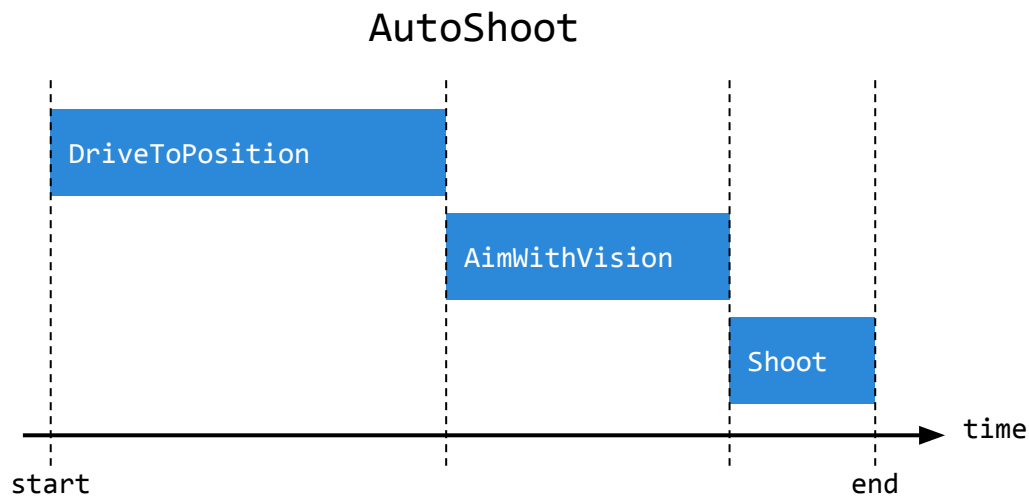 AutoShoot
DriveToPosition
AimWithVision
Shoot
time
start
end